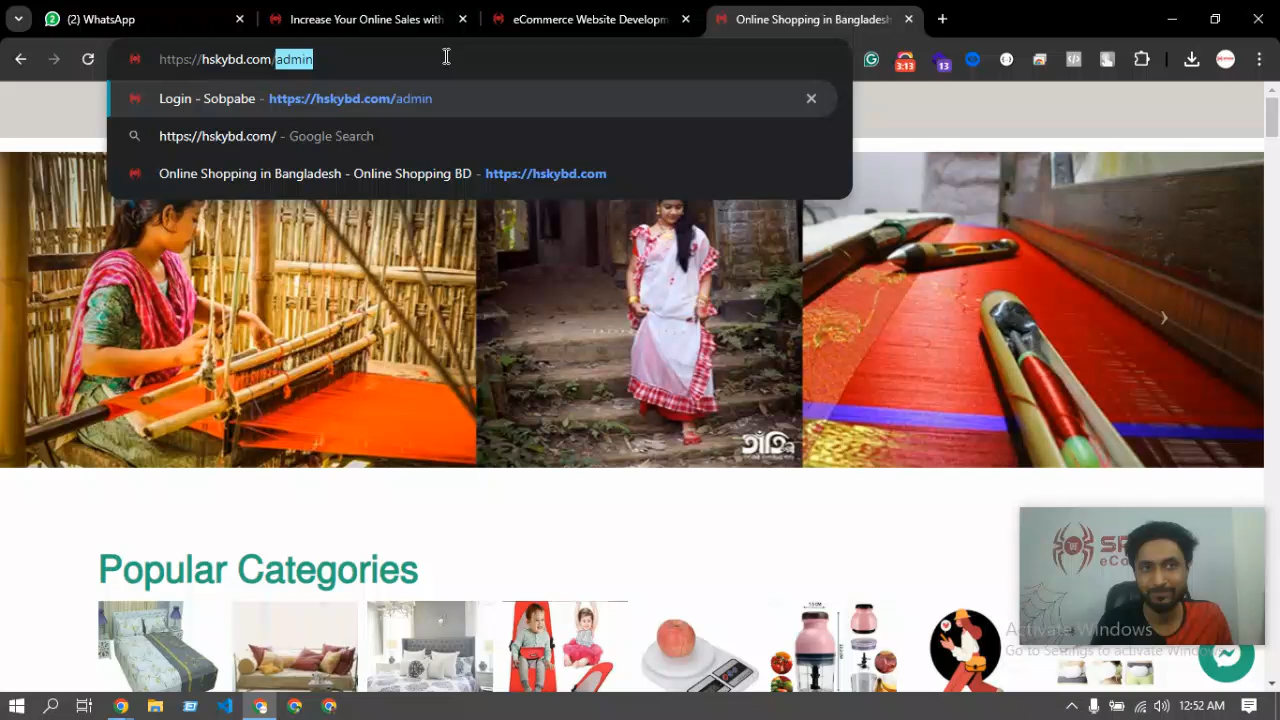 (2) WhatsApp
Increase Your Online Sales with
eCommerce Website Developm
Online Shopping in Bangladesh
https://hskybd.com/admin
3:13
13
Login - Sobpabe - https://hskybd.com/admin
https://hskybd.com/ - Google Search
Online Shopping in Bangladesh - Online Shopping BD - https://hskybd.com
Popular Categories
Activate Windows
Go to Settings to activate Windows
12:52 AM